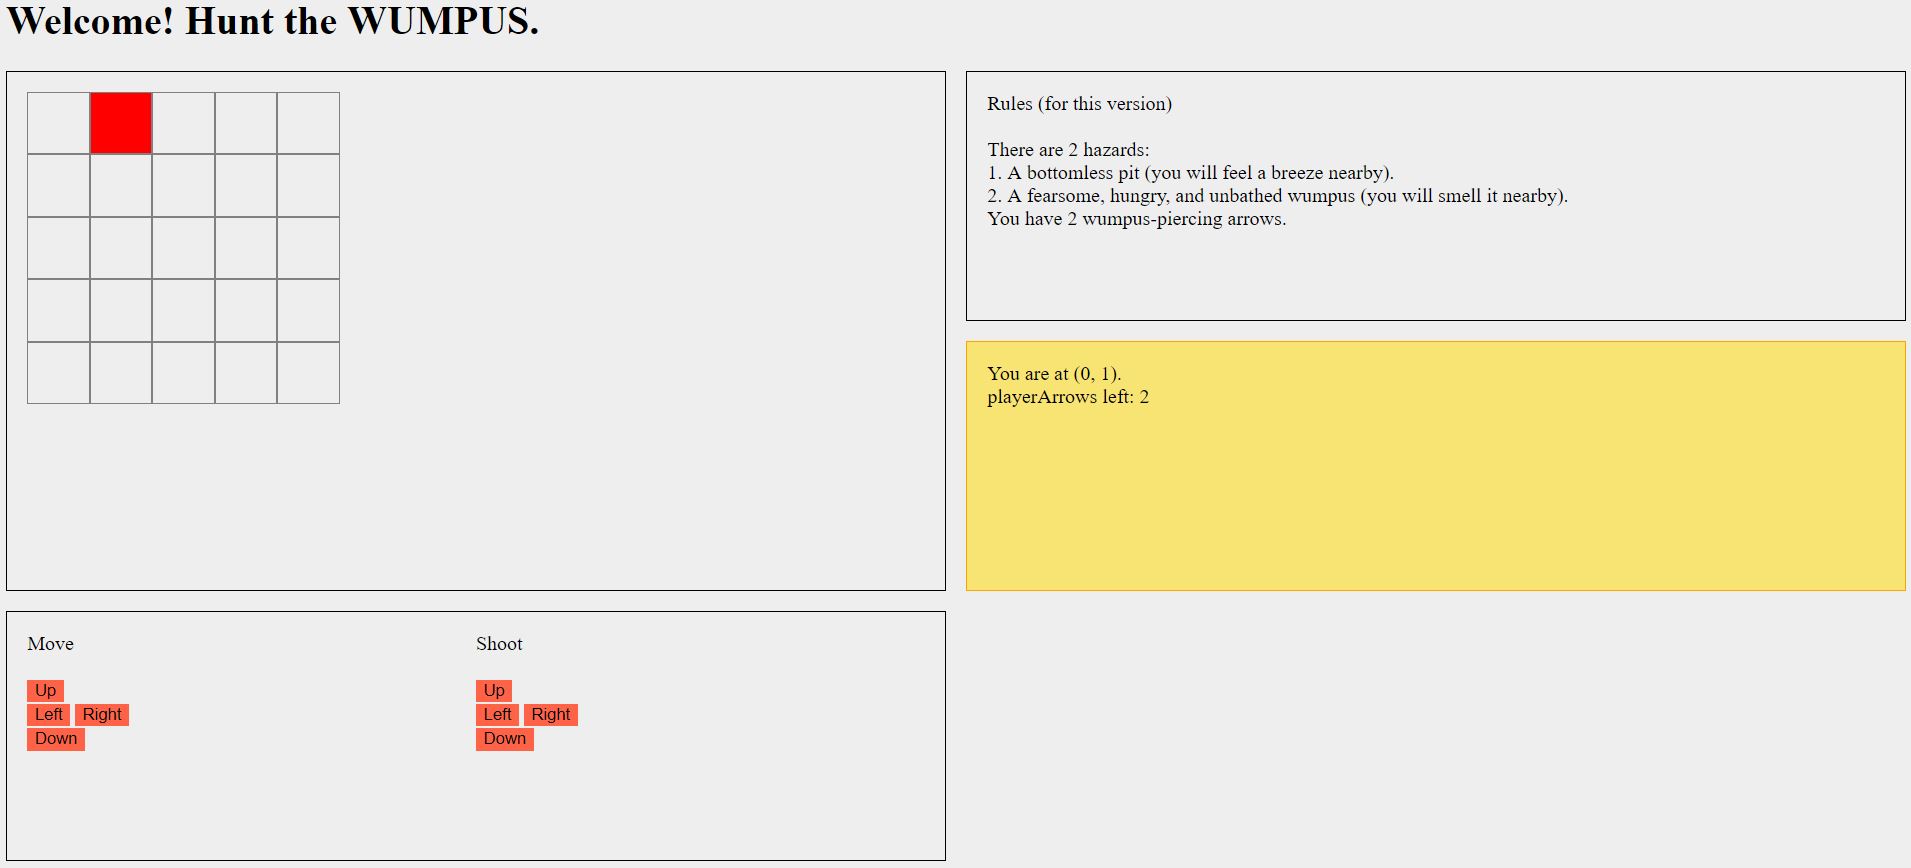 Welcome! Hunt the WUMPUS.
Rules (for this version)
There are 2 hazards:
1. A bottomless pit (you will feel a breeze nearby).
2. A fearsome, hungry, and unbathed wumpus (you will smell it nearby).
You have 2 wumpus-piercing arrows.
You are at (0, 1).
playerArrows left: 2
Move
Up
Left Right
Down
Shoot
Up
Left Right
Down